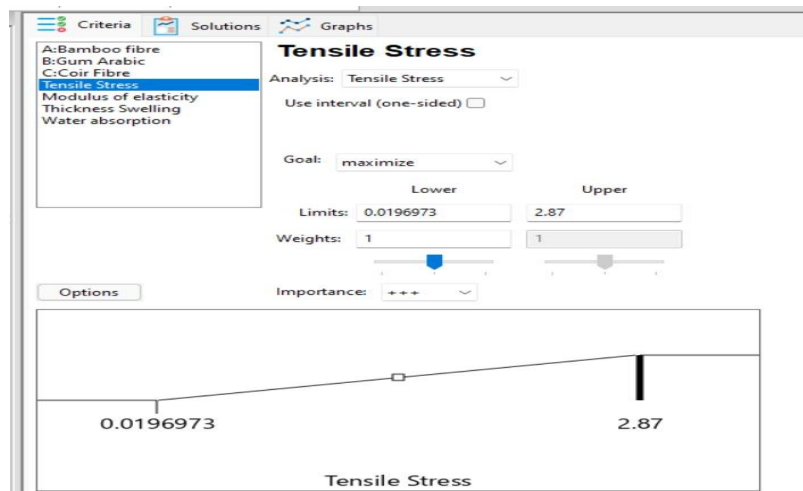 Criteria Solutions Graphs
A:Bamboo fibre
B:Gum Arabic
C:Coir Fibre
Tensile Stress
Modulus of elasticity
Thickness Swelling
Water absorption
Tensile Stress
Analysis: Tensile Stress
Use interval (one-sided)
Goal: maximize
Lower Upper
Limits: 0.0196973 2.87
Weights: 1 1
Options
Importance: +++
0.0196973 2.87
Tensile Stress